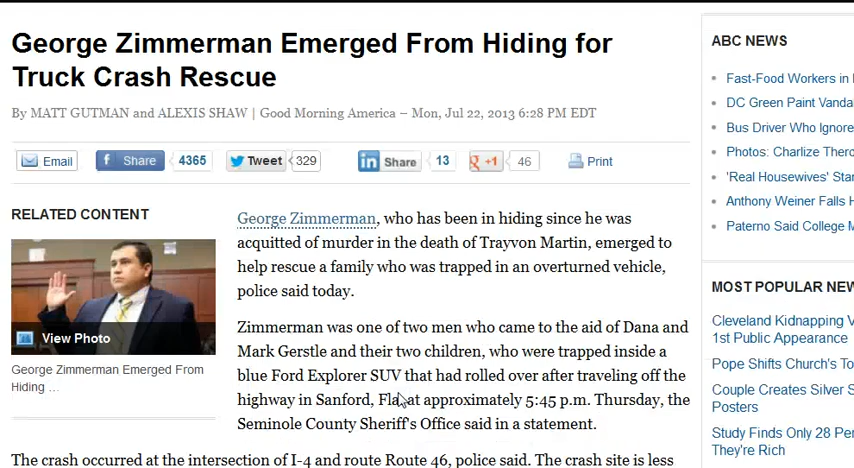 George Zimmerman Emerged From Hiding for
Truck Crash Rescue
By MATT GUTMAN and ALEXIS SHAW | Good Morning America – Mon, Jul 22, 2013 6:28 PM EDT
Email
f Share 4365
Tweet 329
in Share 13
g +1 46
Print
RELATED CONTENT
View Photo
George Zimmerman Emerged From
Hiding ...
George Zimmerman, who has been in hiding since he was
acquitted of murder in the death of Trayvon Martin, emerged to
help rescue a family who was trapped in an overturned vehicle,
police said today.
Zimmerman was one of two men who came to the aid of Dana and
Mark Gerstle and their two children, who were trapped inside a
blue Ford Explorer SUV that had rolled over after traveling off the
highway in Sanford, Fla. at approximately 5:45 p.m. Thursday, the
Seminole County Sheriff's Office said in a statement.
The crash occurred at the intersection of I-4 and route Route 46, police said. The crash site is less
ABC NEWS
Fast-Food Workers in
DC Green Paint Vanda
Bus Driver Who Ignore
Photos: Charlize Thero
'Real Housewives' Star
Anthony Weiner Falls
Paterno Said College
MOST POPULAR NEW
Cleveland Kidnapping V
1st Public Appearance
Pope Shifts Church's To
Couple Creates Silver S
Posters
Study Finds Only 28 Per
They're Rich